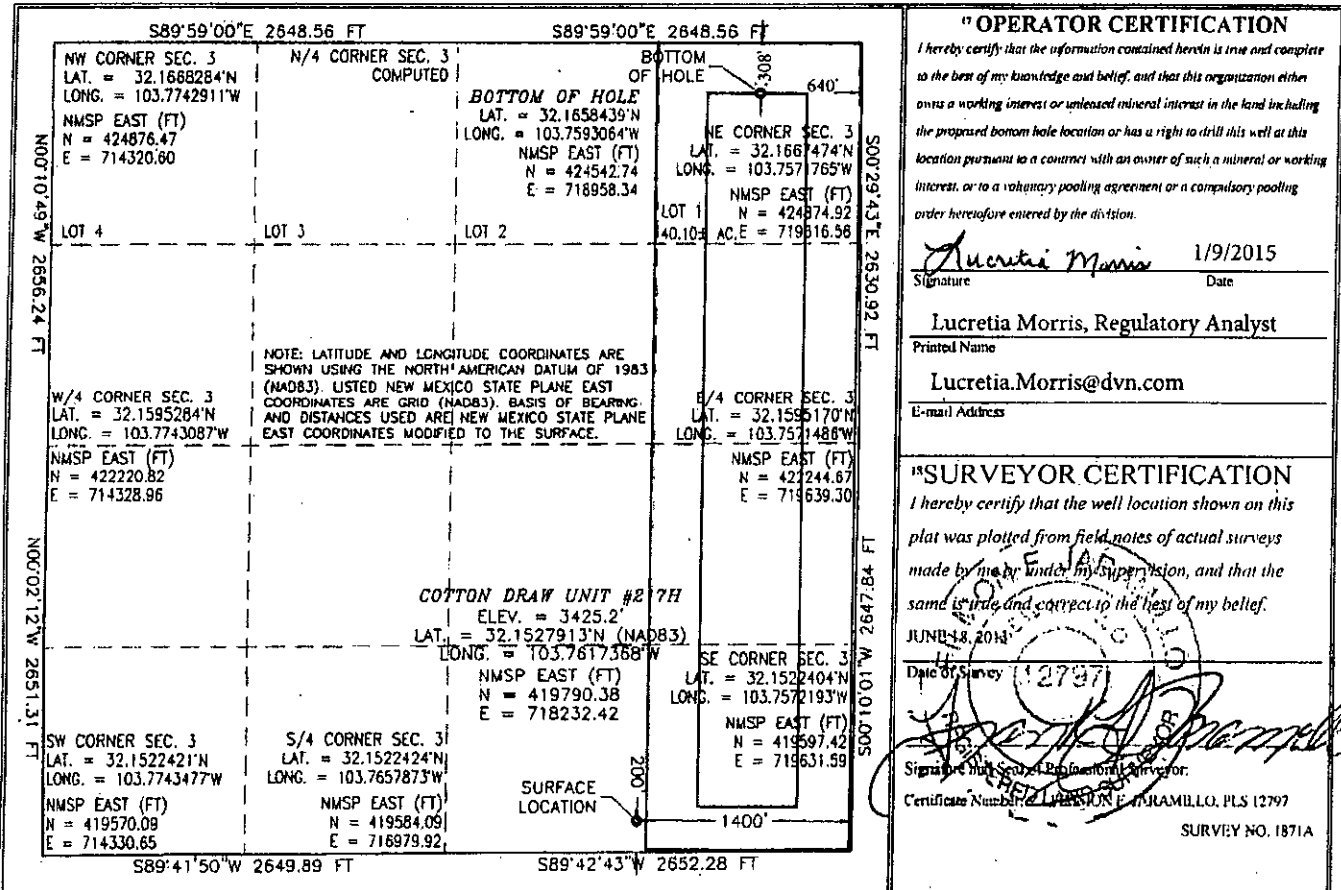 S89°59'00"E 2648.56 FT
S89°59'00"E 2648.56 FT
NW CORNER SEC. 3
LAT. = 32.1668284'N
LONG. = 103.7742911'W
NMSP EAST (FT)
N = 424876.47
E = 714320.60
N/4 CORNER SEC. 3
COMPUTED
BOTTOM
OF HOLE
308'
640'
BOTTOM OF HOLE
LAT. = 32.1658439'N
LONG. = 103.7593064'W
NMSP EAST (FT)
N = 424542.74
E = 718958.34
NE CORNER SEC. 3
LAT. = 32.1667474'N
LONG. = 103.7571765'W
NMSP EAST (FT)
N = 424874.92
E = 719616.56
LOT 4
LOT 3
LOT 2
LOT 1
40.10± AC.
N00°10'49"W 2656.24 FT
S00°29'43"E 2630.92 FT
NOTE: LATITUDE AND LONGITUDE COORDINATES ARE
SHOWN USING THE NORTH AMERICAN DATUM OF 1983
(NAD83). LISTED NEW MEXICO STATE PLANE EAST
COORDINATES ARE GRID (NAD83). BASIS OF BEARING
AND DISTANCES USED ARE NEW MEXICO STATE PLANE
EAST COORDINATES MODIFIED TO THE SURFACE.
W/4 CORNER SEC. 3
LAT. = 32.1595284'N
LONG. = 103.7743087'W
NMSP EAST (FT)
N = 422220.82
E = 714328.96
E/4 CORNER SEC. 3
LAT. = 32.1595170'N
LONG. = 103.7571486'W
NMSP EAST (FT)
N = 422244.67
E = 719639.30
N00°02'12"W 2651.31 FT
S00°10'01"W 2647.84 FT
COTTON DRAW UNIT #217H
ELEV. = 3425.2'
LAT. = 32.1527913'N (NAD83)
LONG. = 103.7617368'W
NMSP EAST (FT)
N = 419790.38
E = 718232.42
SE CORNER SEC. 3
LAT. = 32.1522404'N
LONG. = 103.7572193'W
NMSP EAST (FT)
N = 419597.42
E = 719631.59
SW CORNER SEC. 3
LAT. = 32.1522421'N
LONG. = 103.7743477'W
NMSP EAST (FT)
N = 419570.09
E = 714330.65
S/4 CORNER SEC. 3
LAT. = 32.1522424'N
LONG. = 103.7657873'W
NMSP EAST (FT)
N = 419584.09
E = 716979.92
SURFACE
LOCATION
200'
1400'
S89°41'50"W 2649.89 FT
S89°42'43"W 2652.28 FT
17 OPERATOR CERTIFICATION
I hereby certify that the information contained herein is true and complete
to the best of my knowledge and belief, and that this organization either
owns a working interest or unleased mineral interest in the land including
the proposed bottom hole location or has a right to drill this well at this
location pursuant to a contract with an owner of such a mineral or working
interest, or to a voluntary pooling agreement or a compulsory pooling
order heretofore entered by the division.
Lucretia Morris 1/9/2015
Signature Date
Lucretia Morris, Regulatory Analyst
Printed Name
Lucretia.Morris@dvn.com
E-mail Address
18 SURVEYOR CERTIFICATION
I hereby certify that the well location shown on this
plat was plotted from field notes of actual surveys
made by me or under my supervision, and that the
same is true and correct to the best of my belief.
JUNE 18, 2013
Date of Survey
12797
Signature and Seal of Professional Surveyor:
Certificate Number: FILIMON F. JARAMILLO, PLS 12797
SURVEY NO. 1871A